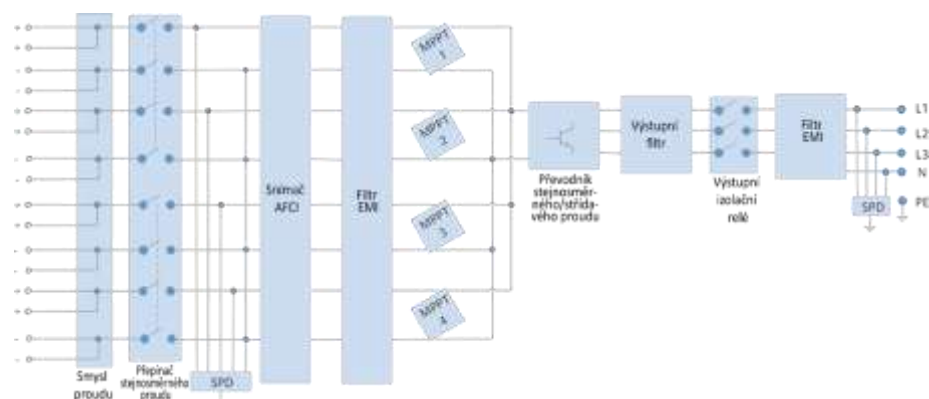 Smysl
proudu
Přepínač
stejnosměrného
proudu
SPD
Snímač
AFCI
Filtr
EMI
MPPT
1
MPPT
2
MPPT
3
MPPT
4
Převodník
stejnosměr-
ného/střída-
vého proudu
Výstupní
filtr
Výstupní
izolační
relé
Filtr
EMI
SPD
L1
L2
L3
N
PE